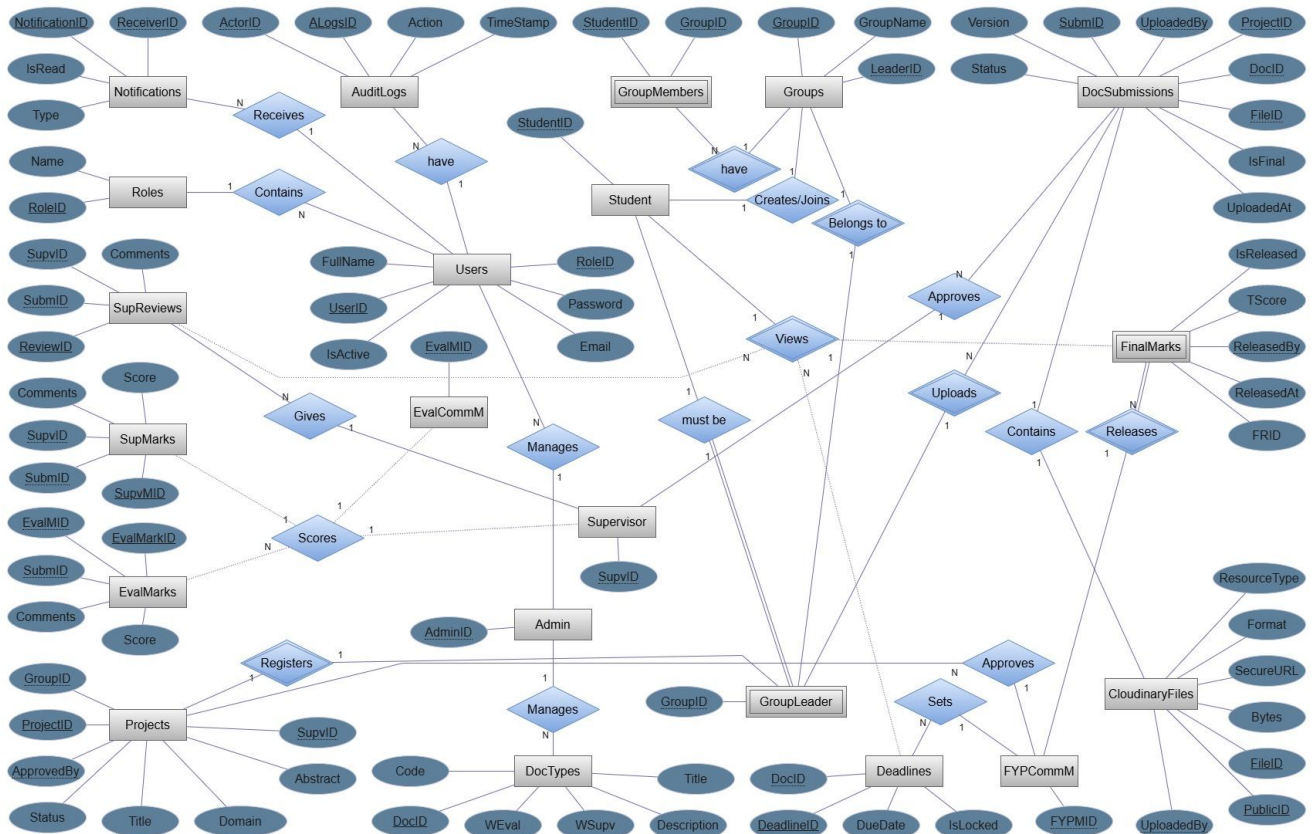 NotificationID
ReceiverID
ActorID
ALogsID
Action
TimeStamp
StudentID
GroupID
GroupID
GroupName
Version
SubmID
UploadedBy
ProjectID
IsRead
Notifications
AuditLogs
GroupMembers
Groups
LeaderID
Status
DocSubmissions
DocID
Type
N
Receives
1
StudentID
FileID
N
have
1
N
have
1
1
1
IsFinal
Name
Roles
1
Contains
N
RoleID
Student
1
Creates/Joins
Belongs to
1
UploadedAt
SupvID
Comments
FullName
Users
RoleID
IsReleased
SubmID
SupReviews
UserID
Password
N
Approves
1
TScore
ReviewID
IsActive
Email
EvalMID
1
Views
1
N
N
FinalMarks
ReleasedBy
Score
Comments
EvalCommM
N
Uploads
1
ReleasedAt
N
Gives
1
N
Manages
1
1
must be
1
1
Contains
1
N
Releases
1
FRID
SupvID
SupMarks
SubmID
SupvMID
EvalMID
EvalMarkID
1
1
Scores
1
N
Supervisor
SubmID
EvalMarks
SupvID
Comments
Score
ResourceType
AdminID
Admin
Format
GroupID
Registers
1
1
1
N
Approves
1
SecureURL
ProjectID
Projects
SupvID
1
Manages
N
GroupID
GroupLeader
Sets
N
1
CloudinaryFiles
Bytes
ApprovedBy
Abstract
Code
DocTypes
Title
DocID
Deadlines
FYPCommM
FileID
Status
Title
Domain
DocID
WEval
WSupv
Description
DeadlineID
DueDate
IsLocked
FYPMID
UploadedBy
PublicID